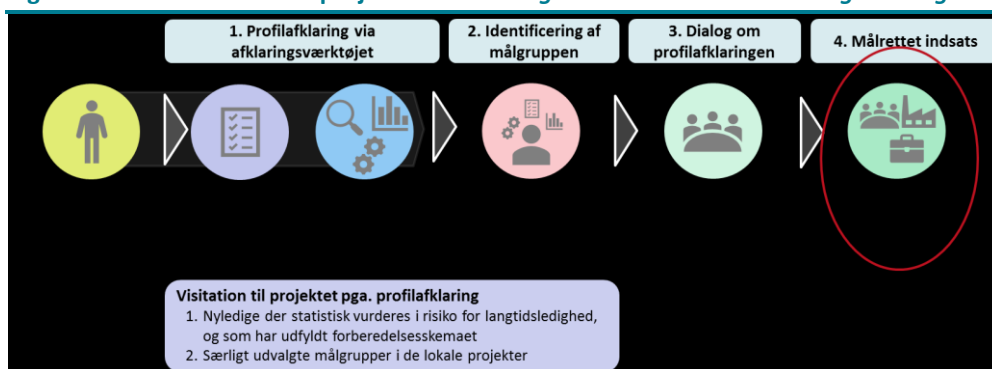 1. Profilafklaring via
afklaringsværktøjet
2. Identificering af
målgruppen
3. Dialog om
profilafklaringen
4. Målrettet indsats
Visitation til projektet pga. profilafklaring
1. Nyledige der statistisk vurderes i risiko for langtidsledighed,
og som har udfyldt forberedelsesskemaet
2. Særligt udvalgte målgrupper i de lokale projekter